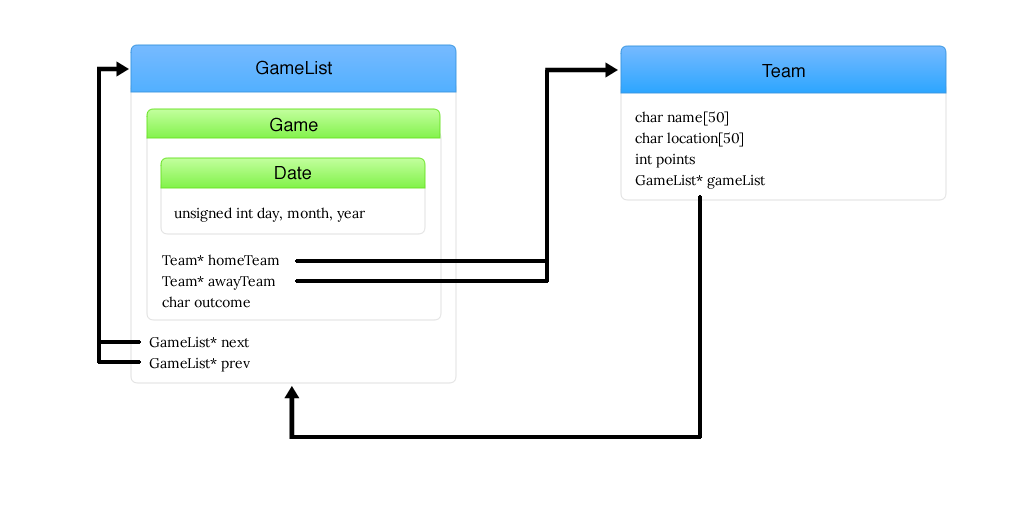 GameList
Game
Date
unsigned int day, month, year
Team* homeTeam
Team* awayTeam
char outcome
GameList* next
GameList* prev
Team
char name[50]
char location[50]
int points
GameList* gameList